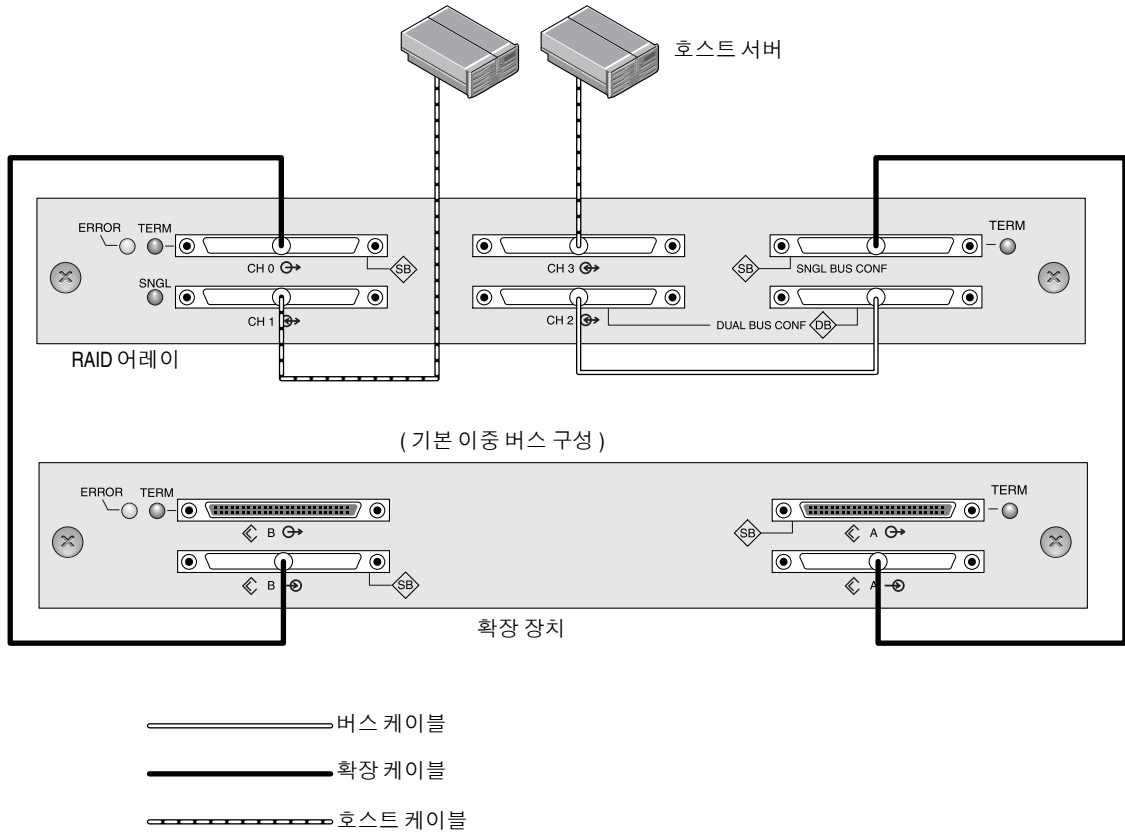 호스트 서버
ERROR TERM
TERM
CH 0
SB
CH 3
SB
SNGL BUS CONF
SNGL
CH 1
CH 2
DUAL BUS CONF
DB
RAID 어레이
( 기본 이중 버스 구성 )
ERROR TERM
TERM
B
SB
A
B
SB
A
확장 장치
버스 케이블
확장 케이블
호스트 케이블